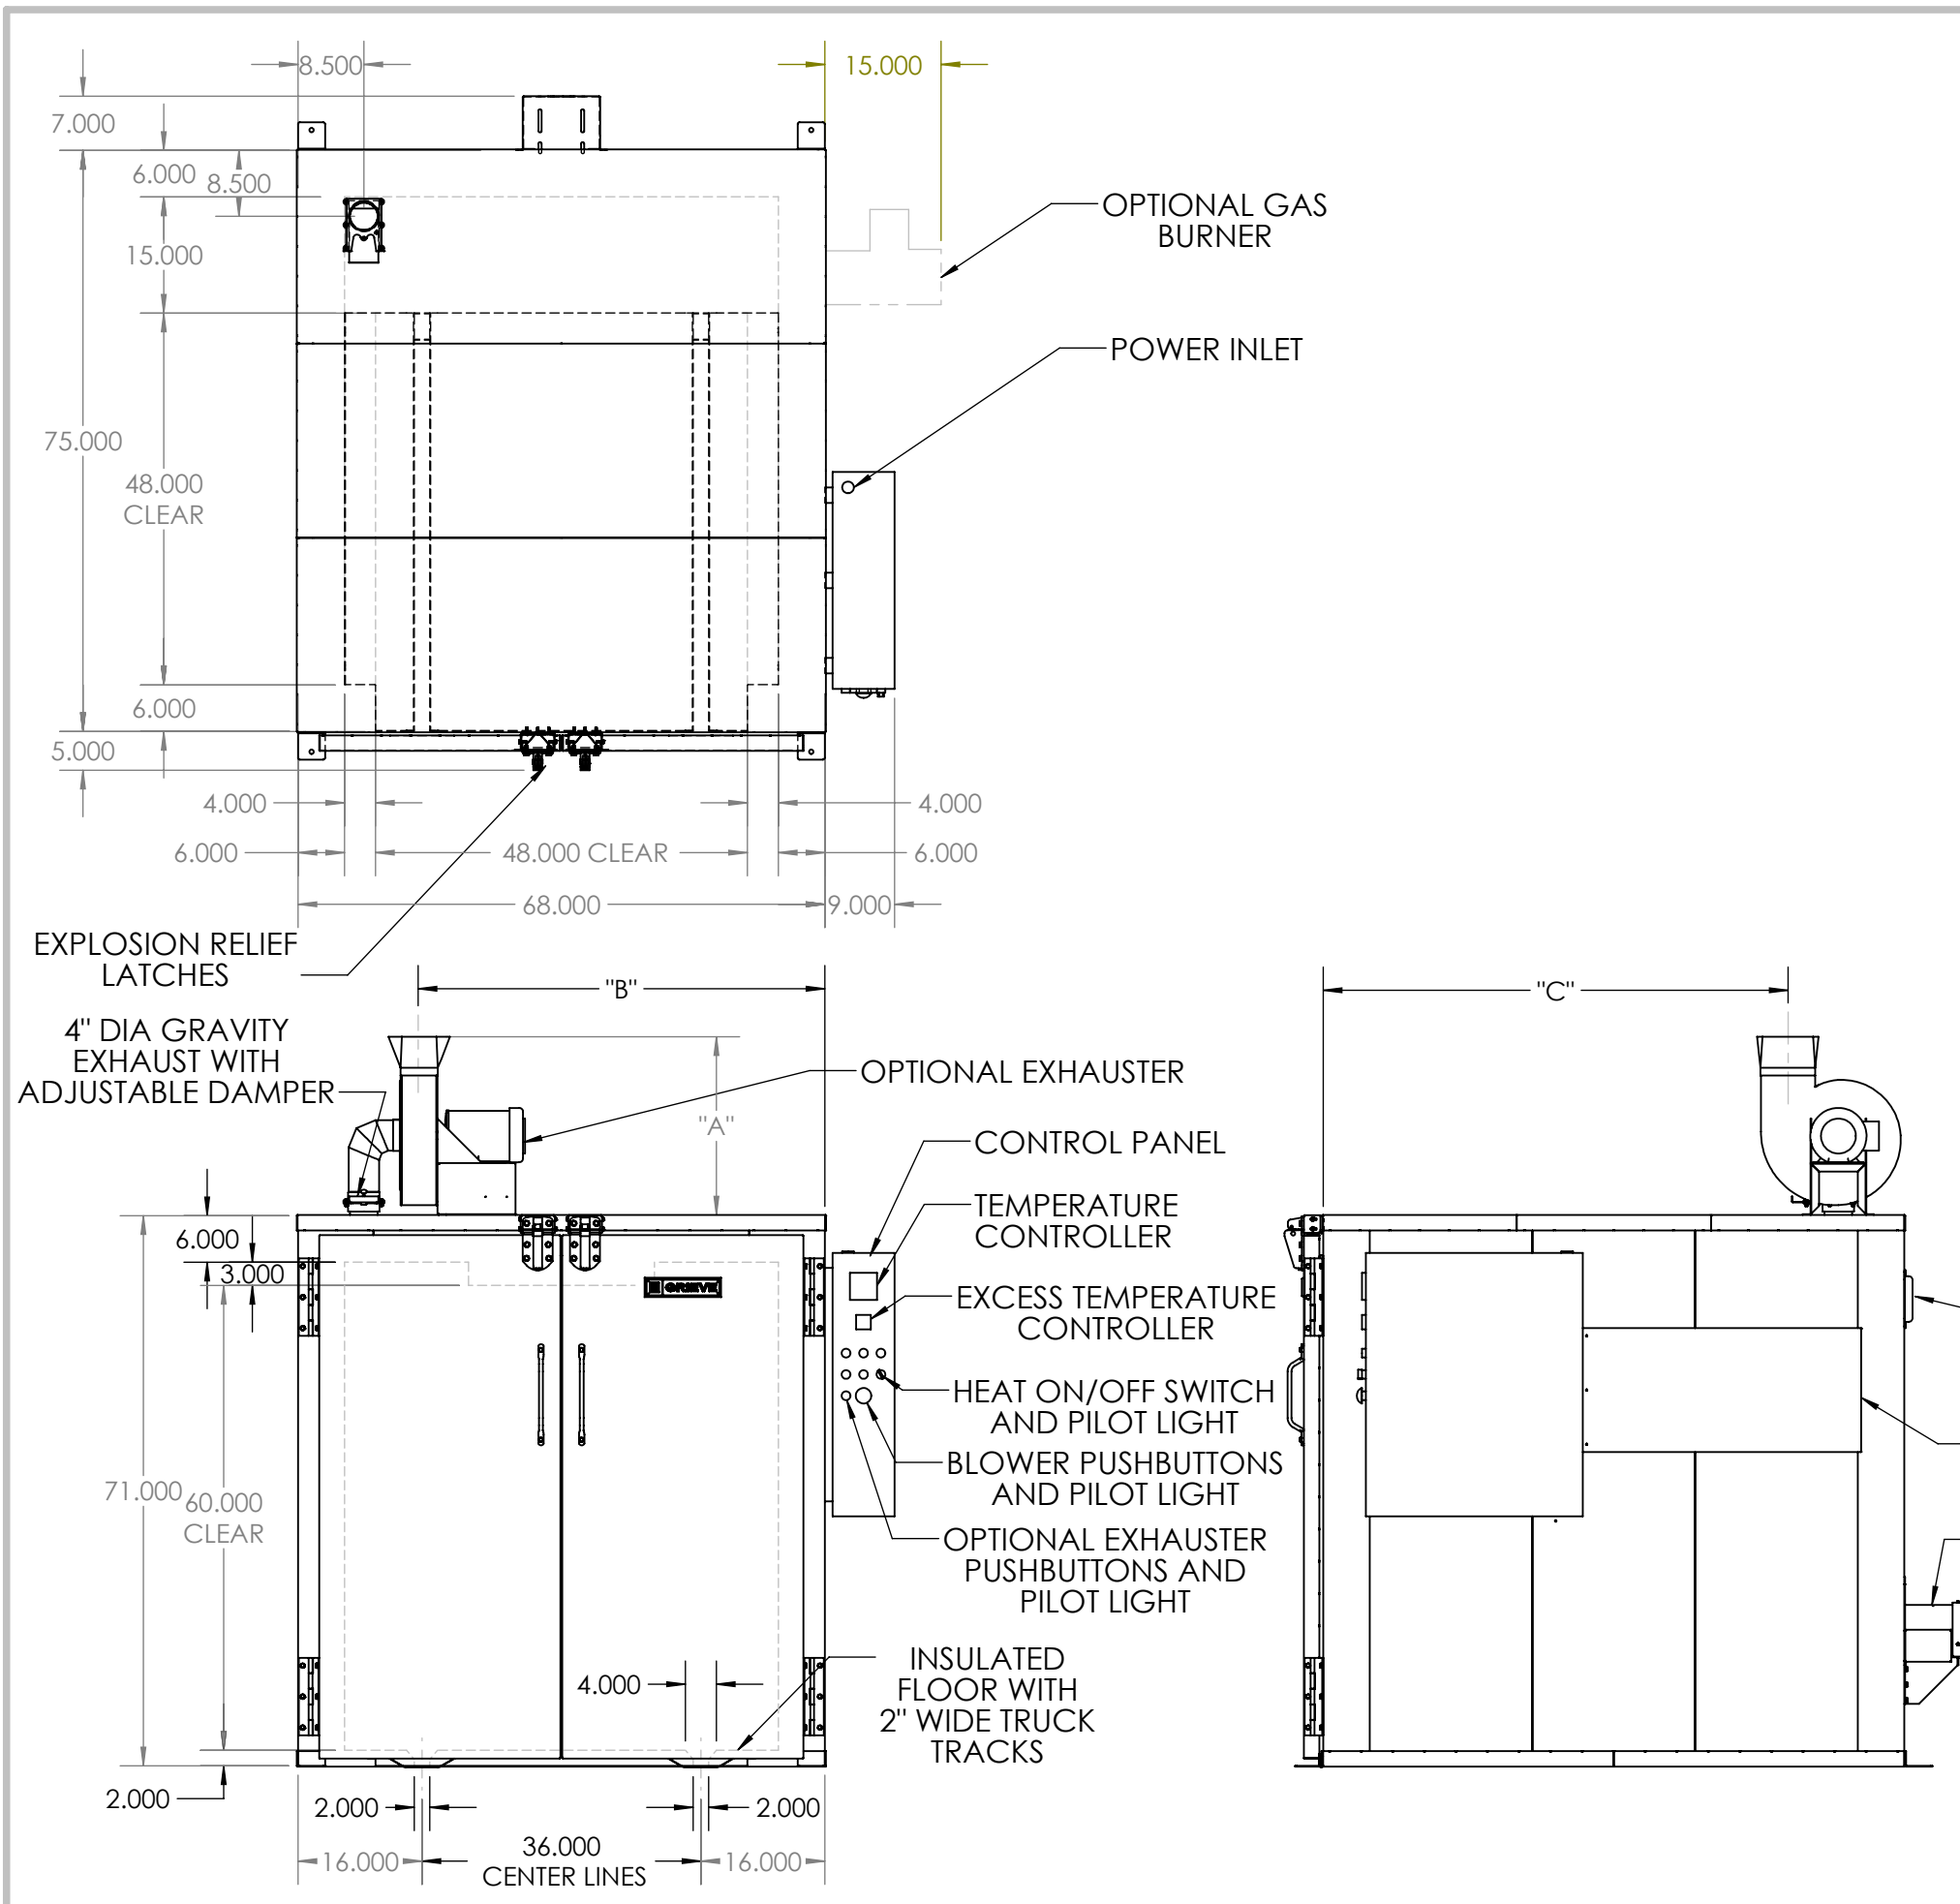 8.500
15.000
7.000
6.000
8.500
15.000
OPTIONAL GAS
BURNER
POWER INLET
75.000
48.000
CLEAR
6.000
5.000
4.000
4.000
6.000
48.000 CLEAR
6.000
68.000
9.000
EXPLOSION RELIEF
LATCHES
"B"
"C"
4" DIA GRAVITY
EXHAUST WITH
ADJUSTABLE DAMPER
OPTIONAL EXHAUSTER
"A"
CONTROL PANEL
TEMPERATURE
CONTROLLER
6.000
3.000
GRIEVE
EXCESS TEMPERATURE
CONTROLLER
HEAT ON/OFF SWITCH
AND PILOT LIGHT
BLOWER PUSHBUTTONS
AND PILOT LIGHT
71.000
60.000
CLEAR
OPTIONAL EXHAUSTER
PUSHBUTTONS AND
PILOT LIGHT
4.000
INSULATED
FLOOR WITH
2" WIDE TRUCK
TRACKS
2.000
2.000
2.000
16.000
36.000
CENTER LINES
16.000